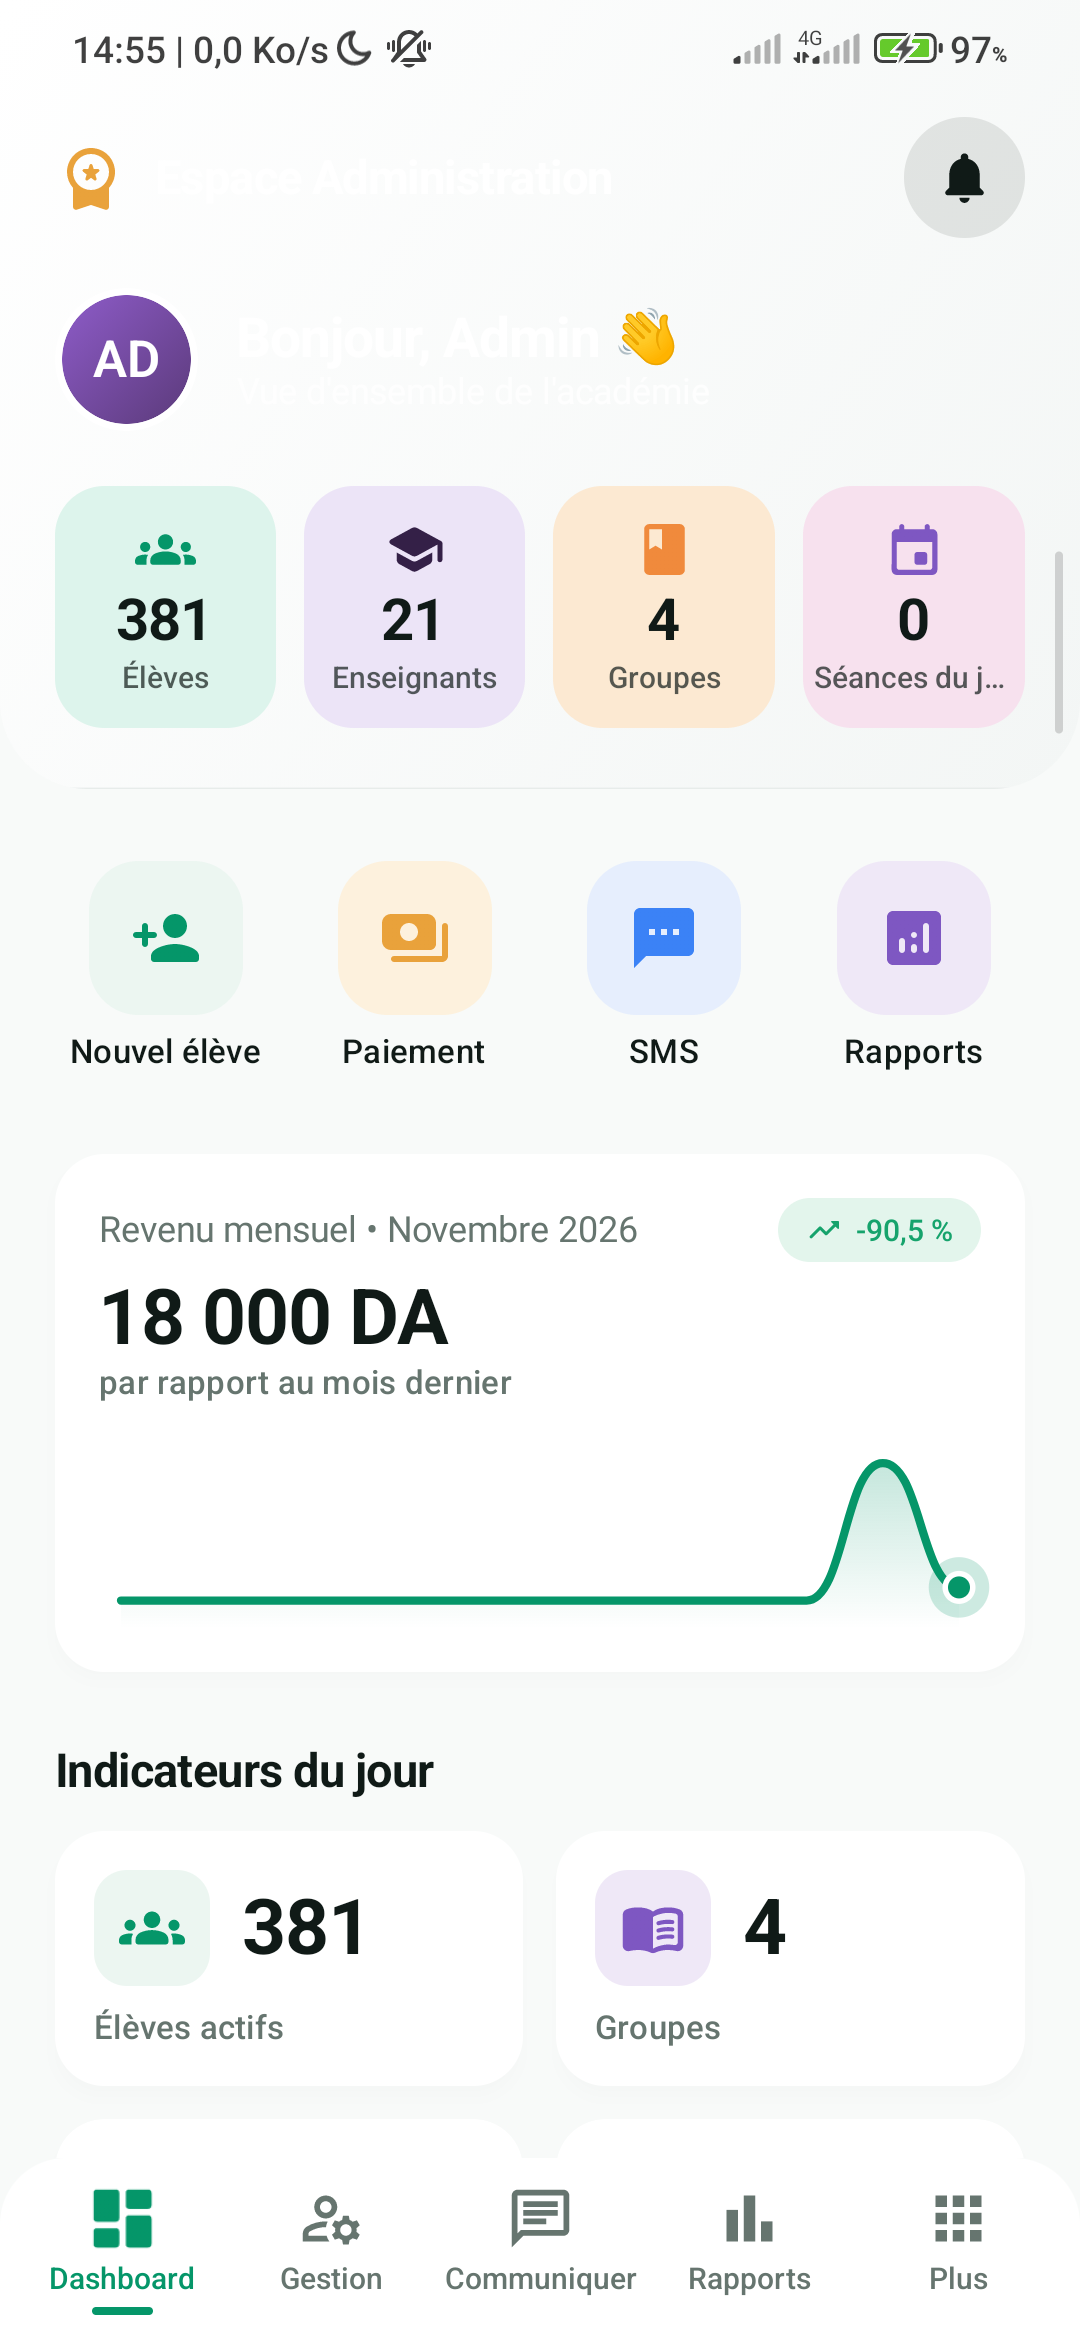 14:55 | 0,0 Ko/s
4G
97%
Espace Administration
AD
Bonjour, Admin 👋
Vue d'ensemble de l'académie
381
Élèves
21
Enseignants
4
Groupes
0
Séances du j...
Nouvel élève
Paiement
SMS
Rapports
Revenu mensuel • Novembre 2026
-90,5 %
18 000 DA
par rapport au mois dernier
Indicateurs du jour
381
Élèves actifs
4
Groupes
Dashboard
Gestion
Communiquer
Rapports
Plus